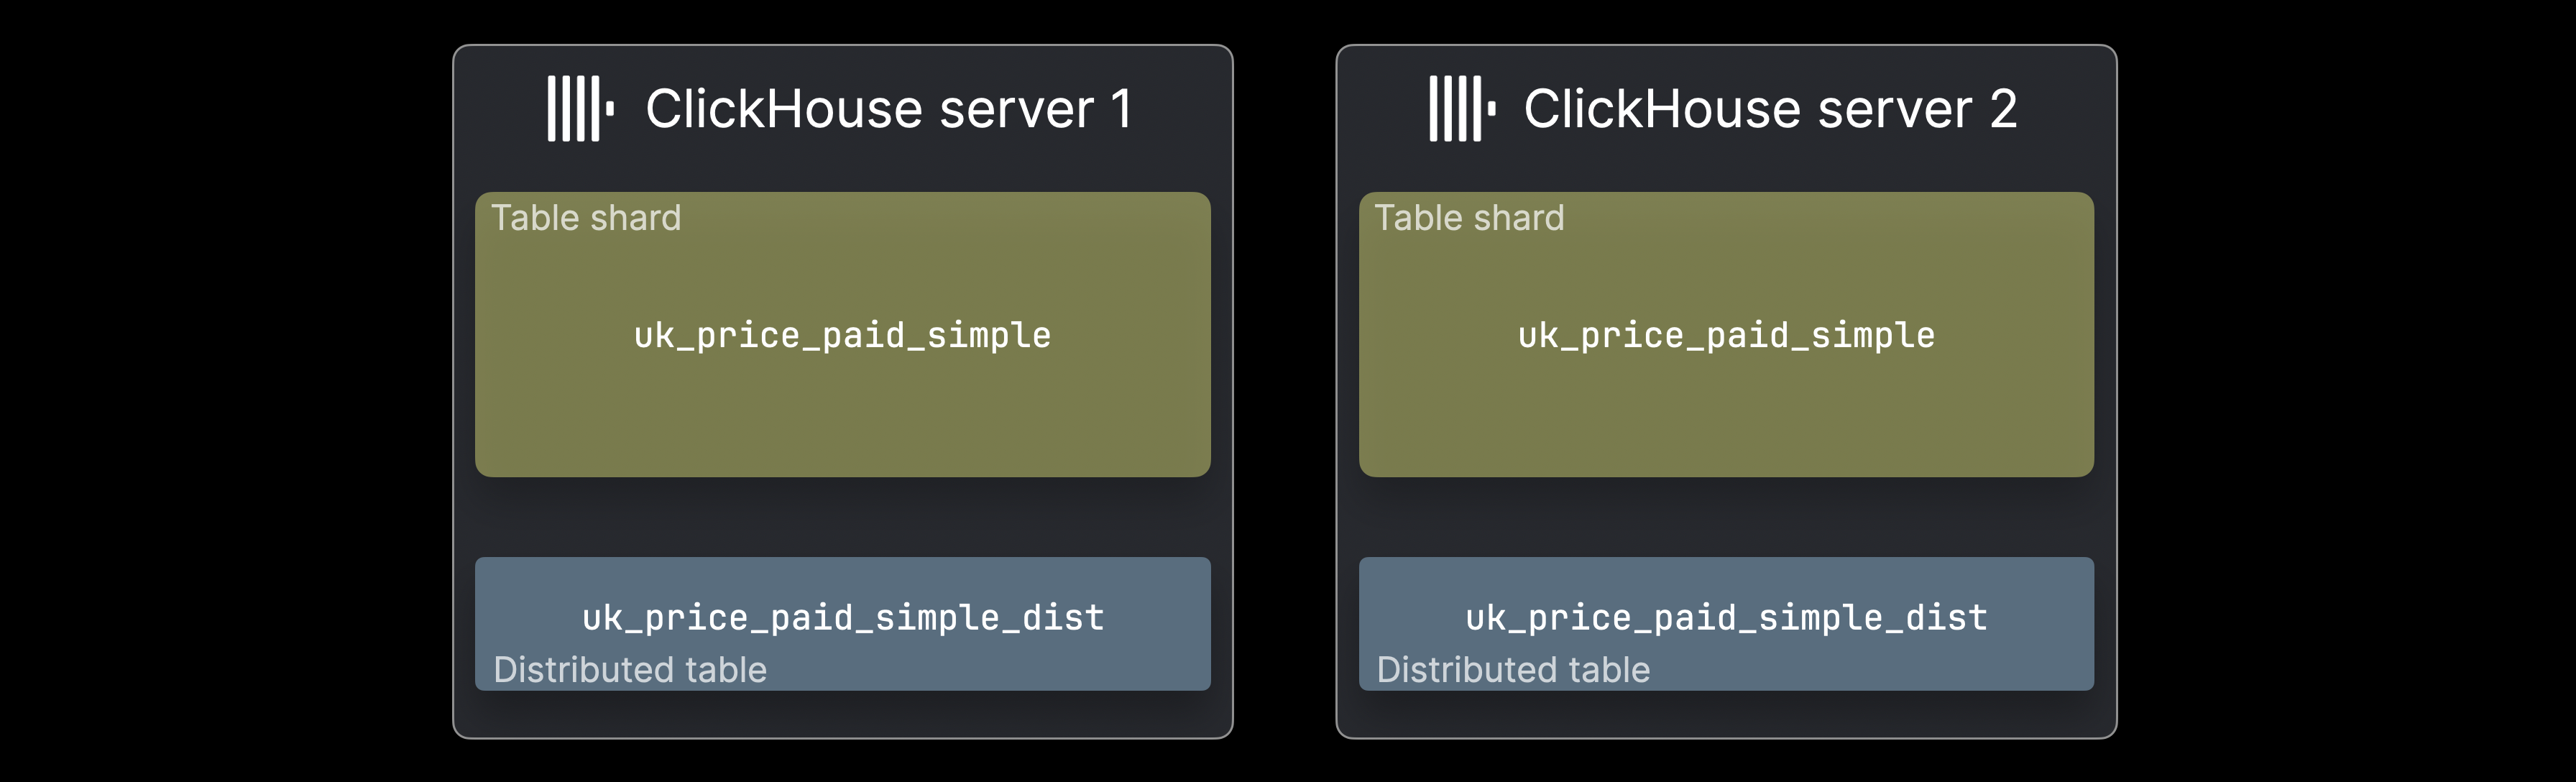 ClickHouse server 1
Table shard
uk_price_paid_simple
uk_price_paid_simple_dist
Distributed table
ClickHouse server 2
Table shard
uk_price_paid_simple
uk_price_paid_simple_dist
Distributed table